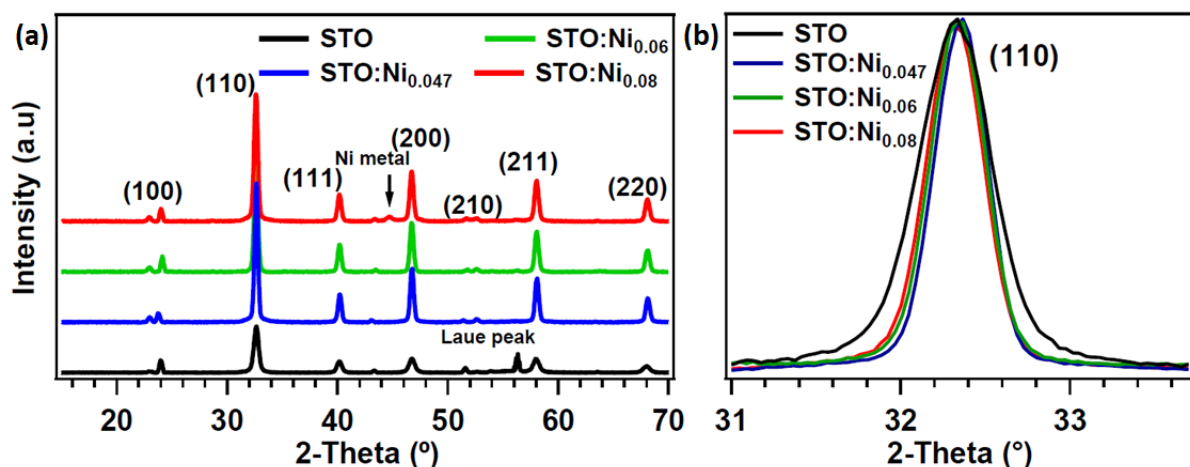 (a)
STO
STO:Ni0.06
STO:Ni0.047
STO:Ni0.08
(110)
(200)
Ni metal
(211)
(111)
(100)
(210)
(220)
Laue peak
Intensity (a.u)
20 30 40 50 60 70
2-Theta (º)
(b)
STO
(110)
STO:Ni0.047
STO:Ni0.06
STO:Ni0.08
31 32 33
2-Theta (°)